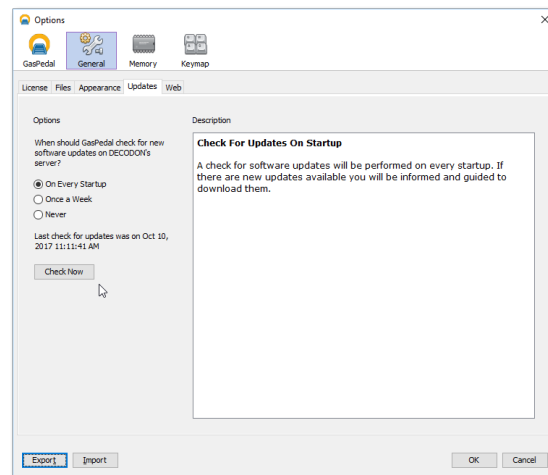 Options
GasPedal General Memory Keymap
License Files Appearance Updates Web
Options
When should GasPedal check for new
software updates on DECODON's
server?
On Every Startup
Once a Week
Never
Last check for updates was on Oct 10,
2017 11:11:41 AM
Check Now
Description
Check For Updates On Startup
A check for software updates will be performed on every startup. If
there are new updates available you will be informed and guided to
download them.
Export Import OK Cancel